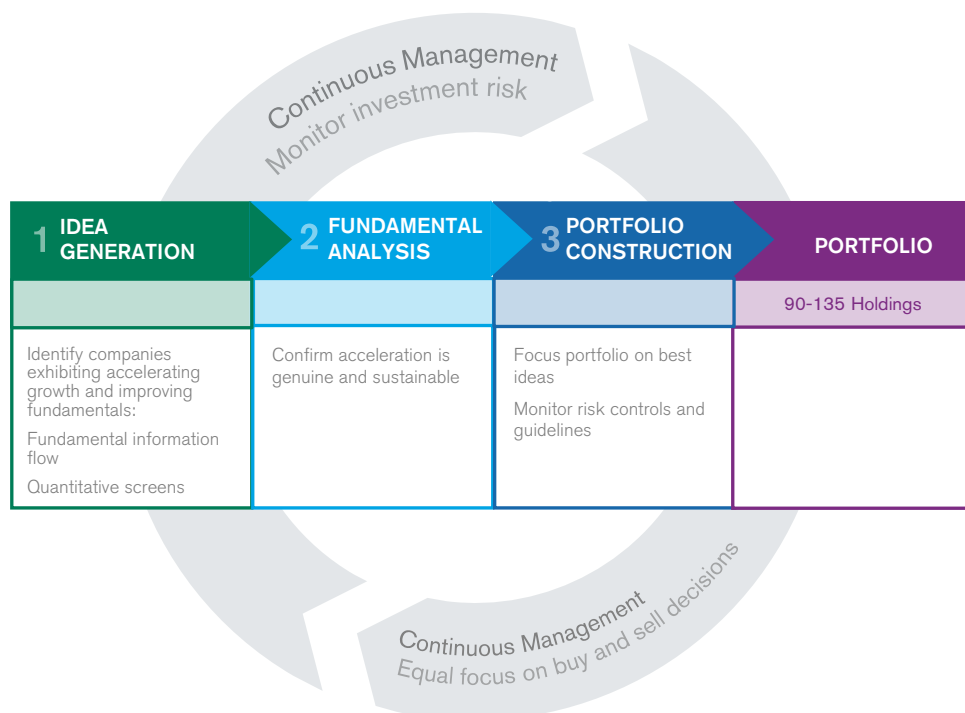 Continuous Management
Monitor investment risk
1 IDEA
GENERATION
2 FUNDAMENTAL
ANALYSIS
3 PORTFOLIO
CONSTRUCTION
PORTFOLIO
90-135 Holdings
Identify companies
exhibiting accelerating
growth and improving
fundamentals:
Fundamental information
flow
Quantitative screens
Confirm acceleration is
genuine and sustainable
Focus portfolio on best
ideas
Monitor risk controls and
guidelines
Continuous Management
Equal focus on buy and sell decisions